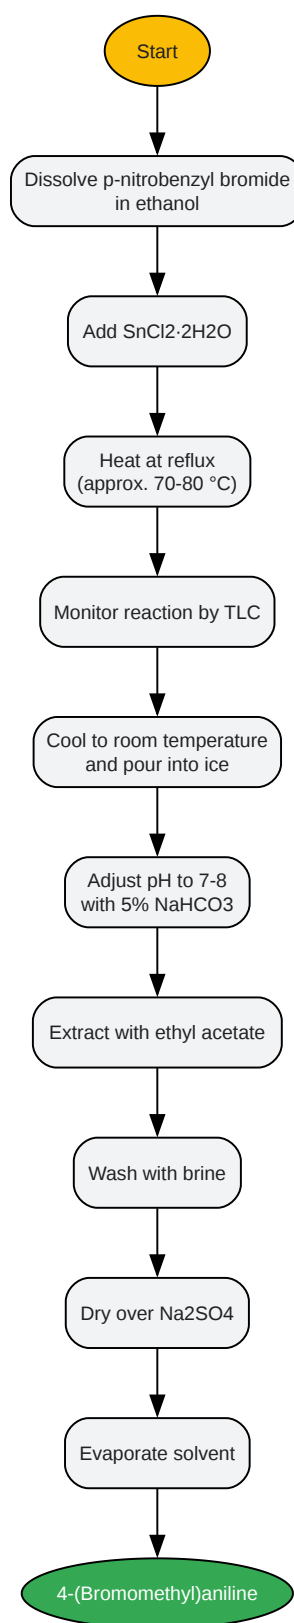 Start
Dissolve p-nitrobenzyl bromide
in ethanol
Add SnCl2·2H2O
Heat at reflux
(approx. 70-80 °C)
Monitor reaction by TLC
Cool to room temperature
and pour into ice
Adjust pH to 7-8
with 5% NaHCO3
Extract with ethyl acetate
Wash with brine
Dry over Na2SO4
Evaporate solvent
4-(Bromomethyl)aniline